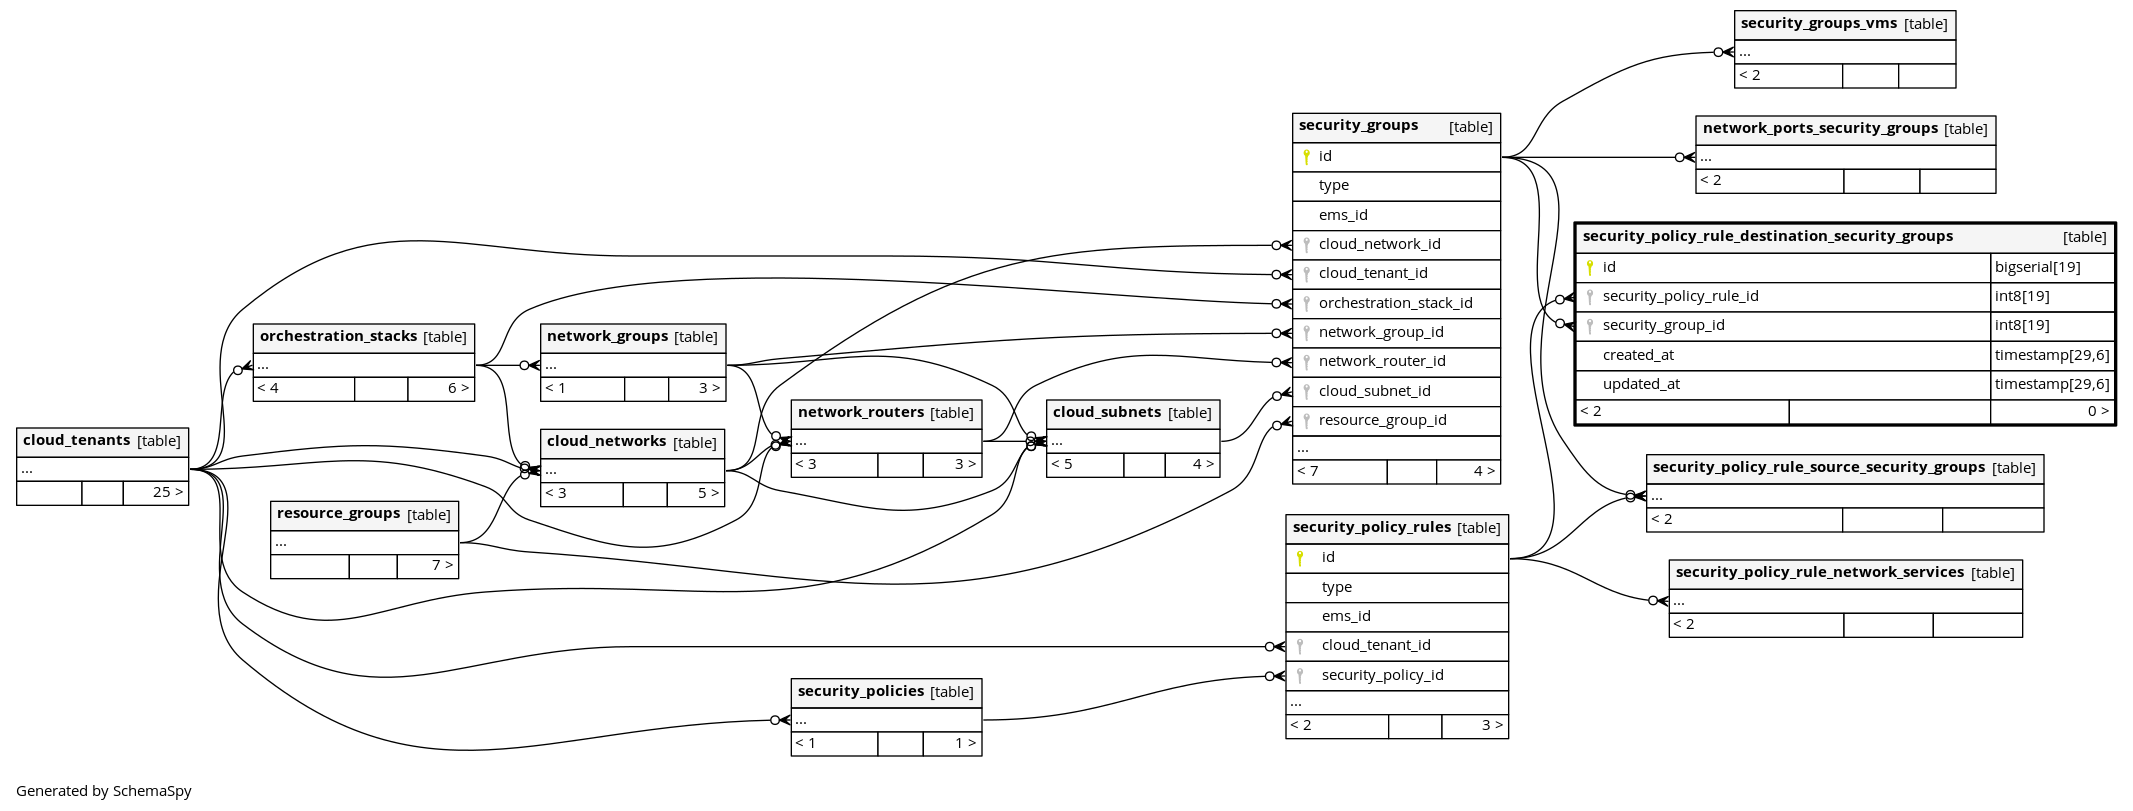 security_groups_vms [table]
...
< 2
security_groups [table]
id
type
ems_id
cloud_network_id
cloud_tenant_id
orchestration_stack_id
network_group_id
network_router_id
cloud_subnet_id
resource_group_id
...
< 7 4 >
network_ports_security_groups [table]
...
< 2
security_policy_rule_destination_security_groups [table]
id bigserial[19]
security_policy_rule_id int8[19]
security_group_id int8[19]
created_at timestamp[29,6]
updated_at timestamp[29,6]
< 2 0 >
orchestration_stacks [table]
...
< 4 6 >
network_groups [table]
...
< 1 3 >
network_routers [table]
...
< 3 3 >
cloud_subnets [table]
...
< 5 4 >
cloud_tenants [table]
...
25 >
cloud_networks [table]
...
< 3 5 >
resource_groups [table]
...
7 >
security_policy_rule_source_security_groups [table]
...
< 2
security_policy_rules [table]
id
type
ems_id
cloud_tenant_id
security_policy_id
...
< 2 3 >
security_policy_rule_network_services [table]
...
< 2
security_policies [table]
...
< 1 1 >
Generated by SchemaSpy